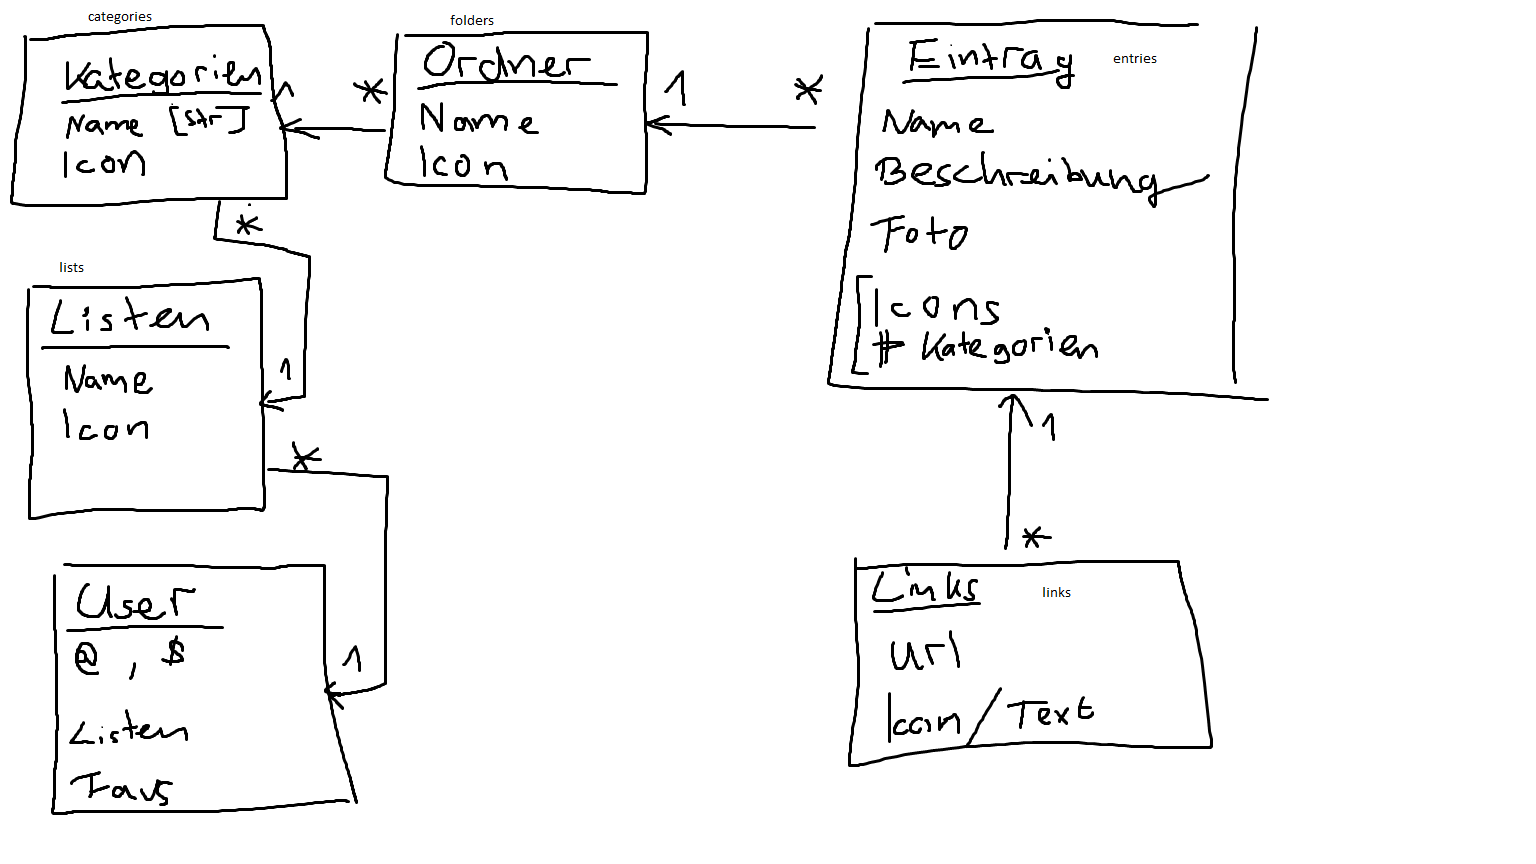 categories
Kategorien
Name [Str]
Icon
1
*
folders
Ordner
Name
Icon
1
*
Eintrag
entries
Name
Beschreibung
Foto
Icons
# Kategorien
*
1
lists
Listen
Name
Icon
1
*
User
@ , $
Listen
Favs
1
*
Links
links
Url
Icon/Text